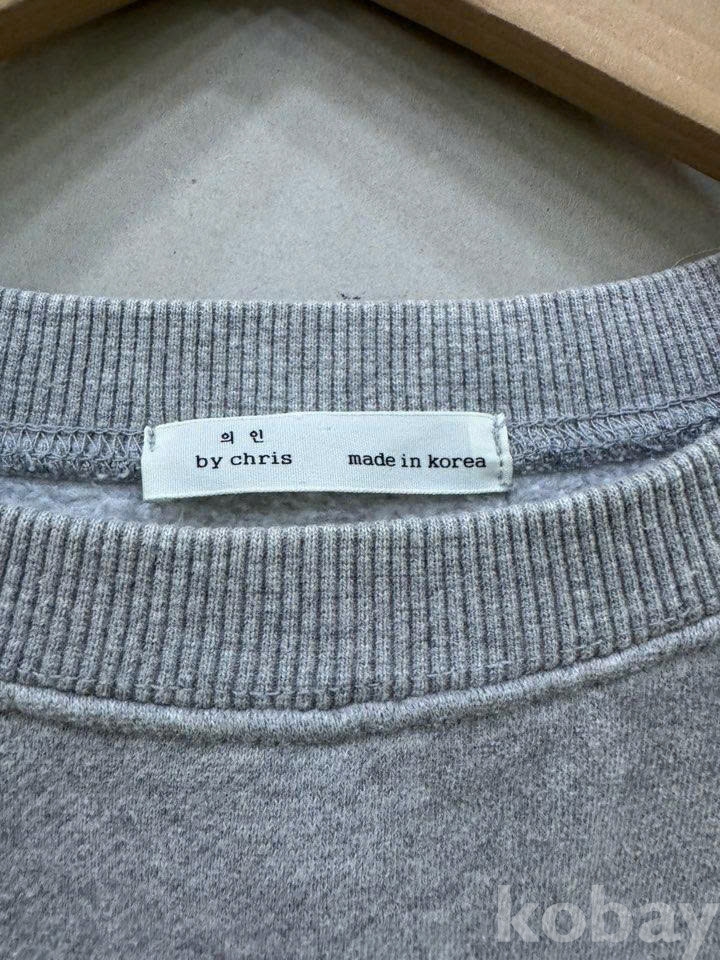 의 인
by chris made in korea
kobay